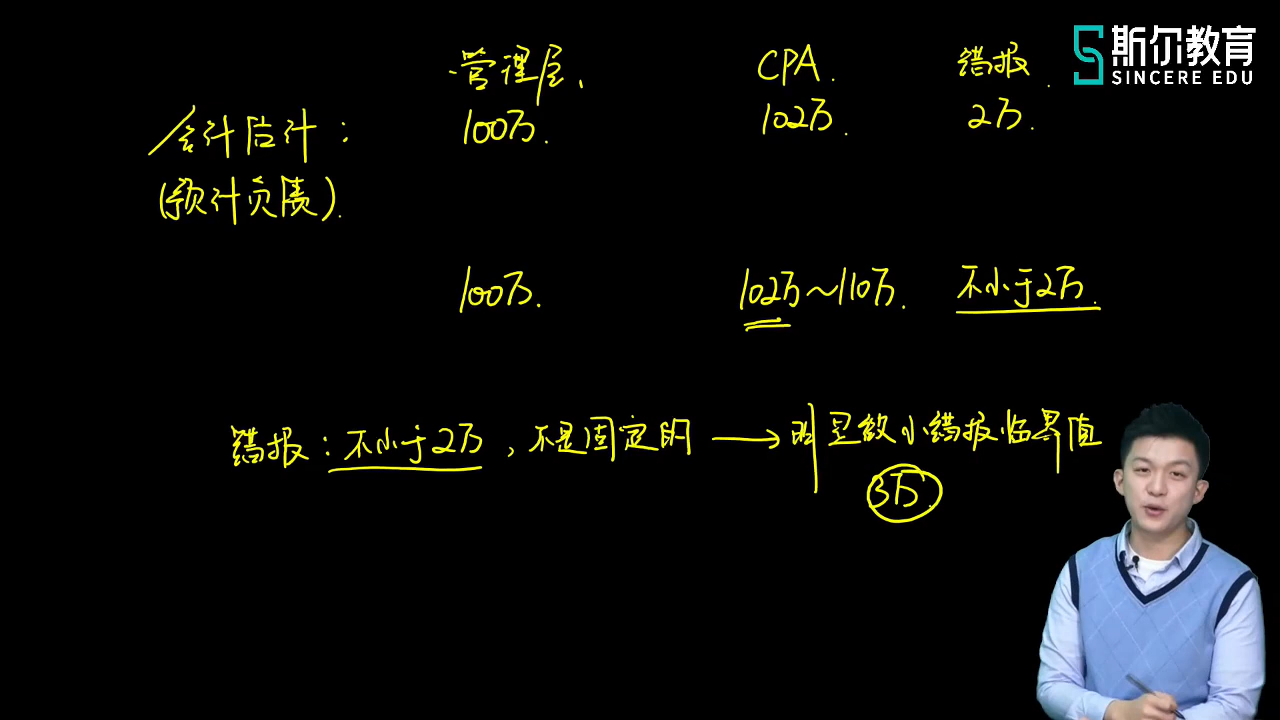 斯尔教育
SINCERE EDU
管理层 CPA. 错报.
会计估计: 100万. 102万. 2万.
(预计负债).
100万. 102万~110万. 不小于2万.
错报:不小于2万,不是固定的 → 明显微小错报临界值
3万.